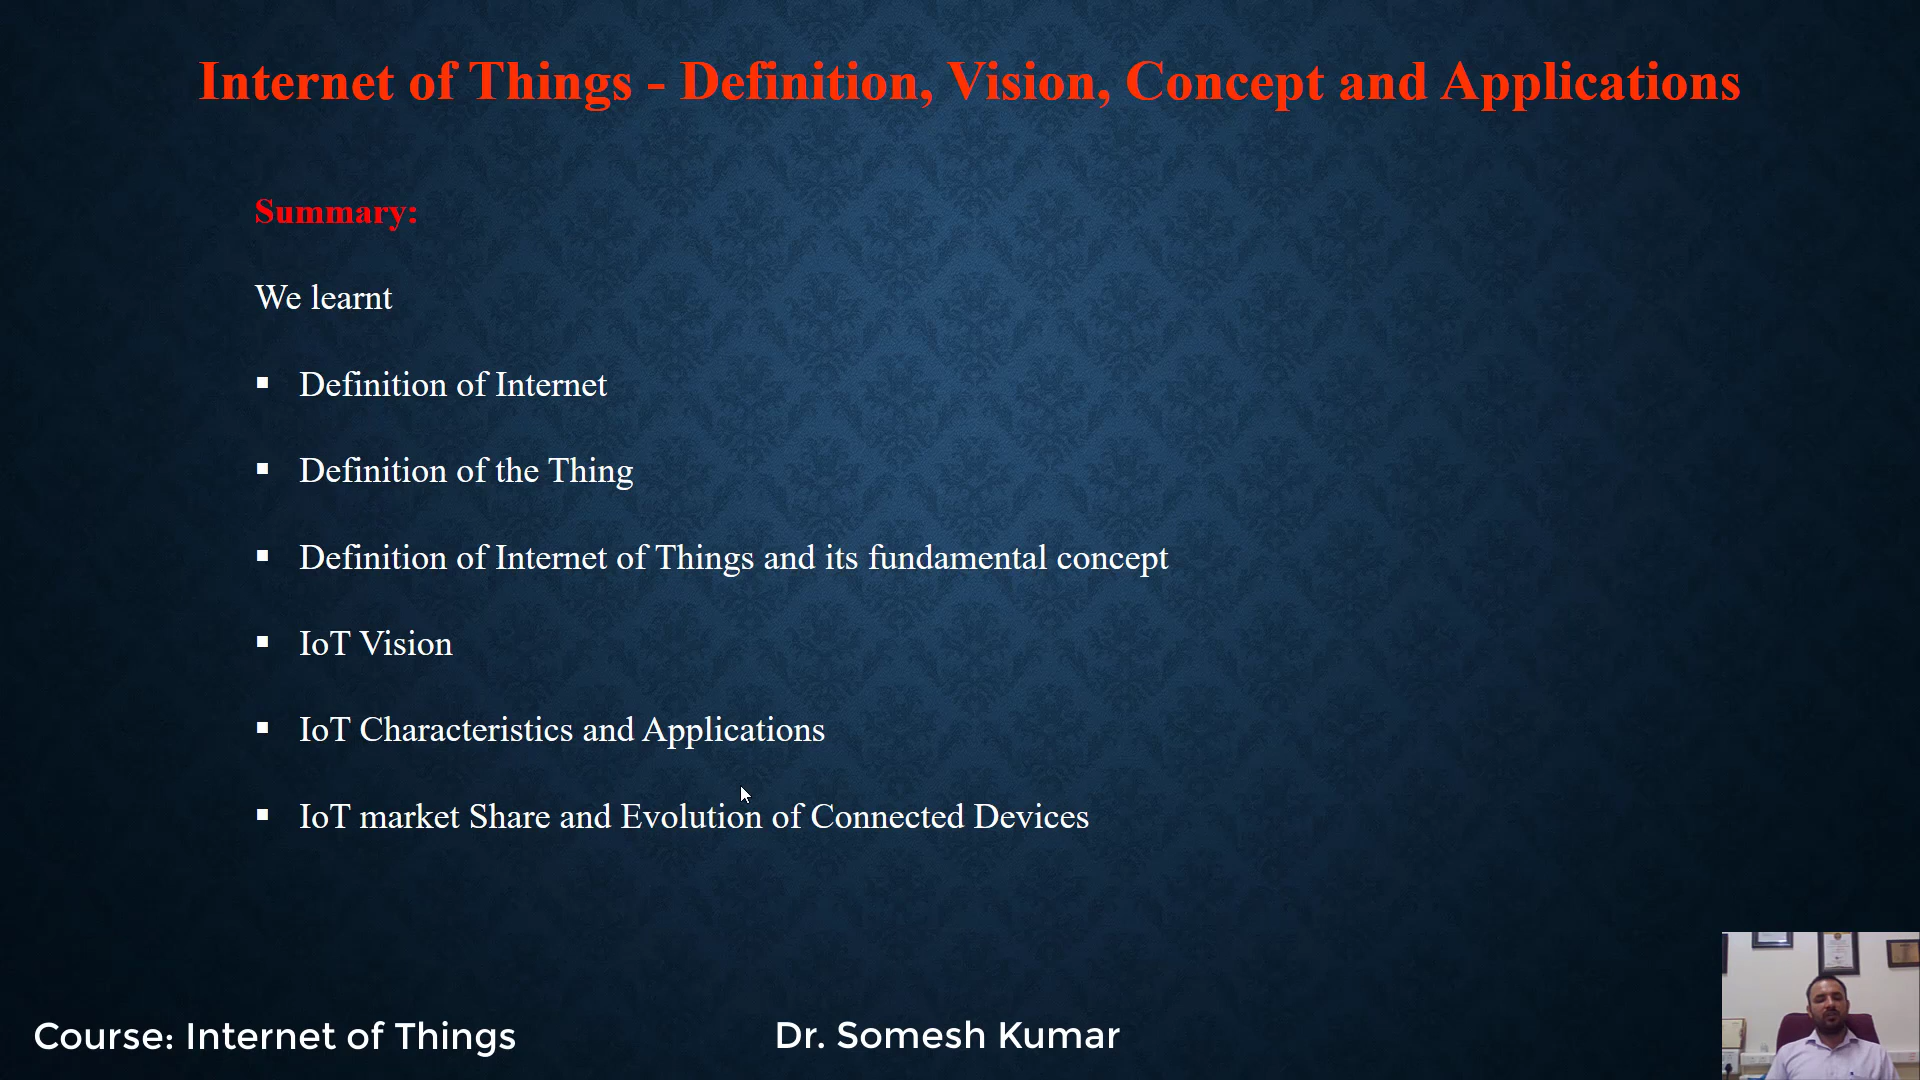 Internet of Things - Definition, Vision, Concept and Applications
Summary:
We learnt
▪ Definition of Internet
▪ Definition of the Thing
▪ Definition of Internet of Things and its fundamental concept
▪ IoT Vision
▪ IoT Characteristics and Applications
▪ IoT market Share and Evolution of Connected Devices
Course: Internet of Things
Dr. Somesh Kumar